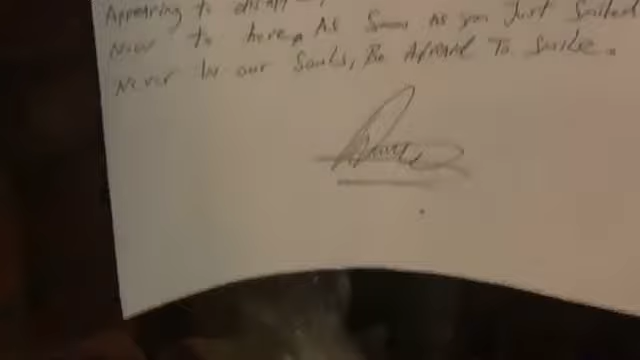 Appearing to
Now to here, As Soon as you Just Smiled
Never In our Souls, Be Afraid To Smile.